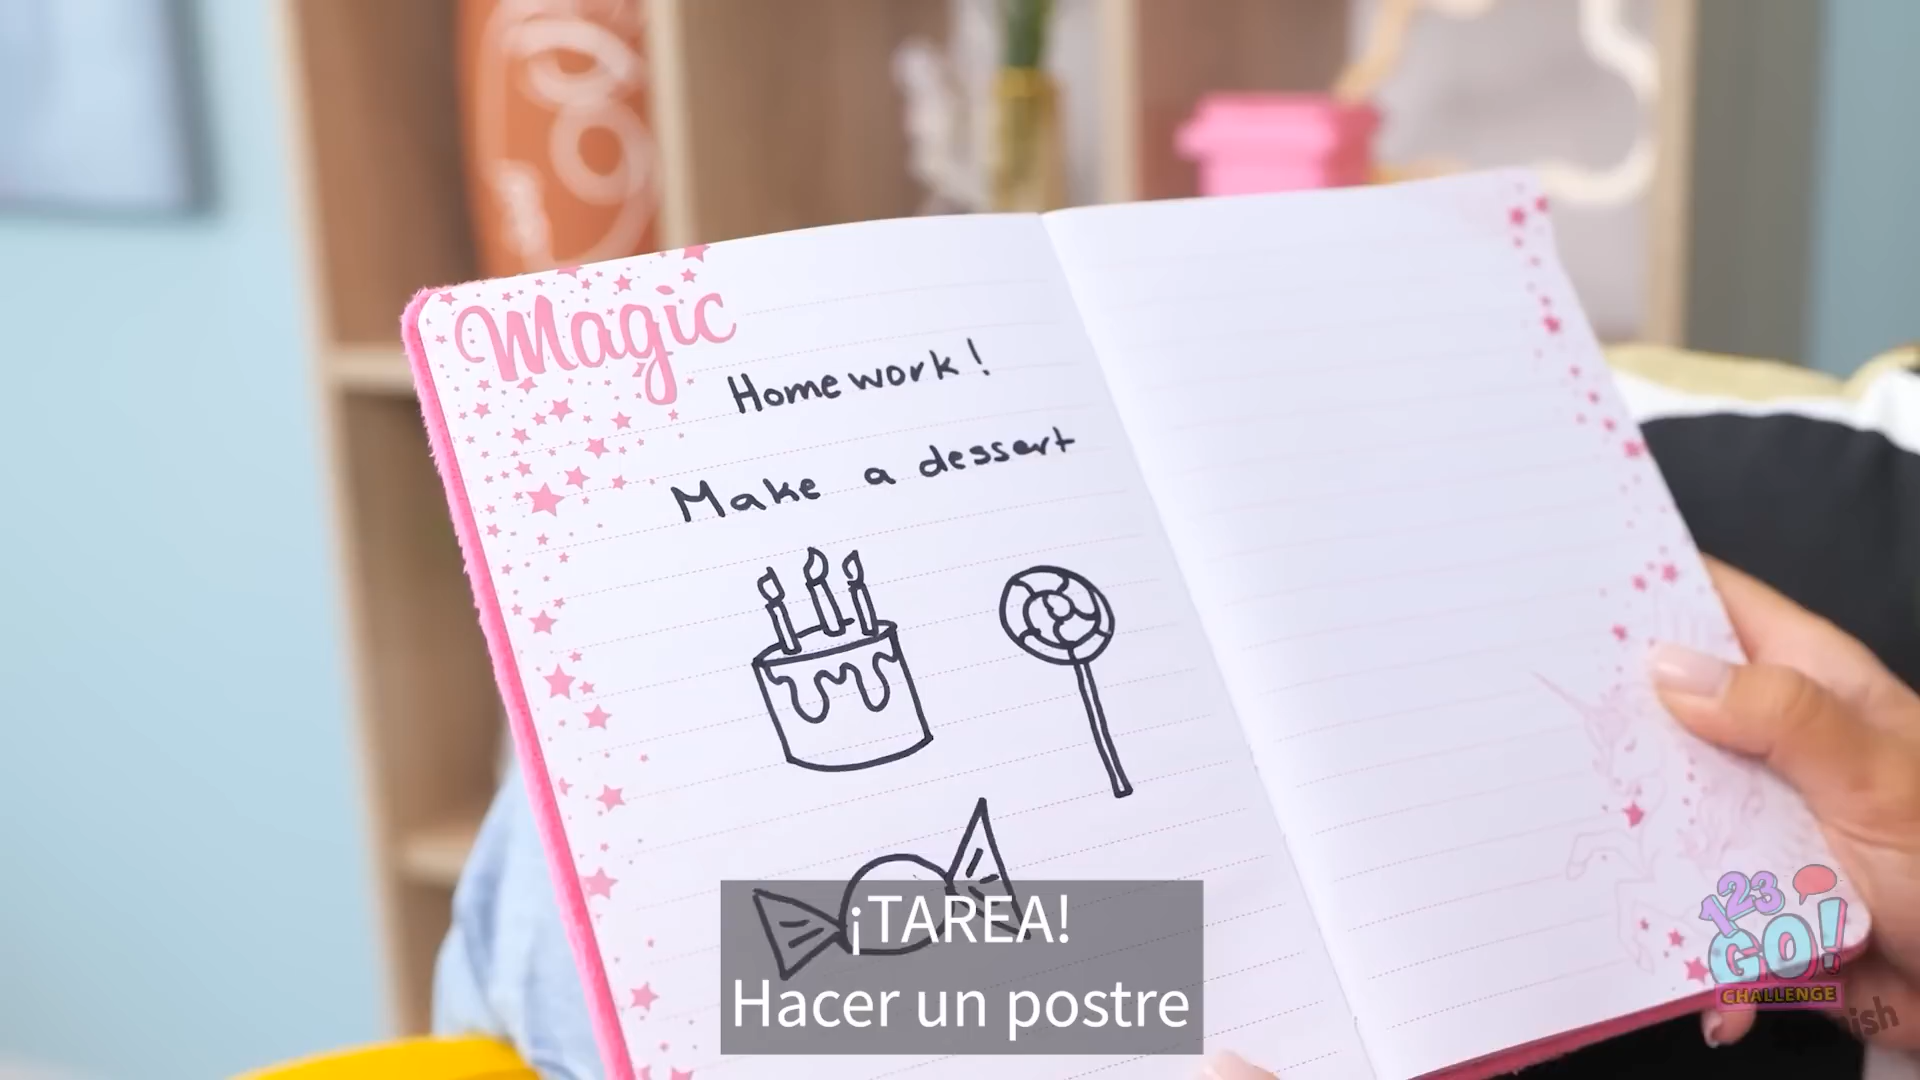 Magic
Homework!
Make a dessert
¡TAREA!
Hacer un postre
123
GO!
CHALLENGE